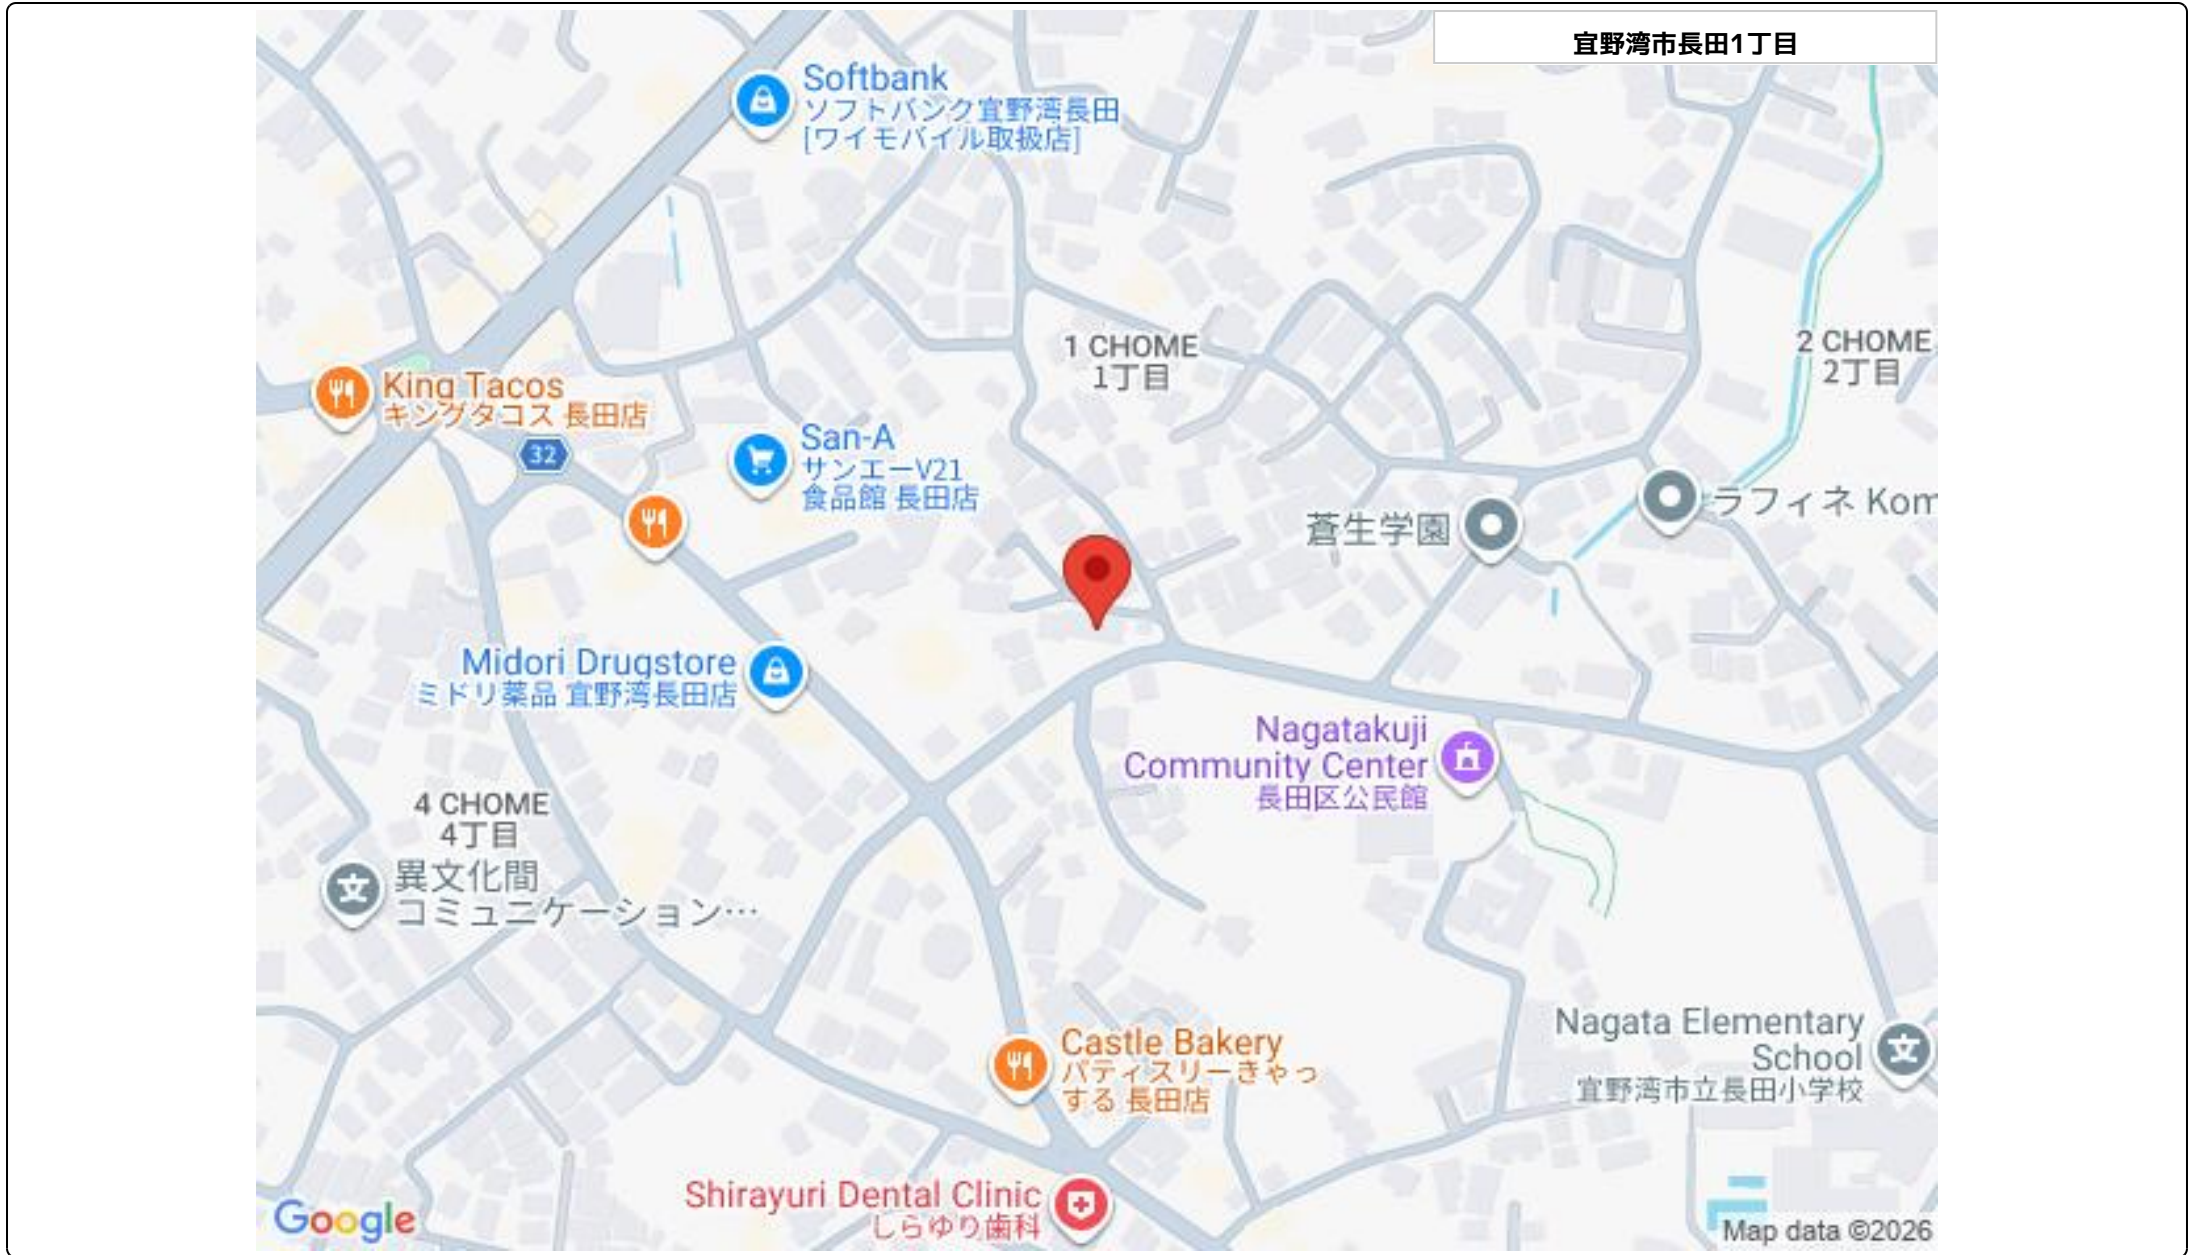 宜野湾市長田1丁目
Softbank
ソフトバンク宜野湾長田
[ワイモバイル取扱店]
1 CHOME
1丁目
2 CHOME
2丁目
King Tacos
キングタコス 長田店
32
San-A
サンエーV21
食品館 長田店
蒼生学園
ラフィネ Kom
Midori Drugstore
ミドリ薬品 宜野湾長田店
Nagatakuji
Community Center
長田区公民館
4 CHOME
4丁目
文
異文化間
コミュニケーション…
Nagata Elementary
School
宜野湾市立長田小学校
文
Castle Bakery
パティスリーきゃっ
する 長田店
Shirayuri Dental Clinic
しらゆり歯科
Google
Map data ©2026